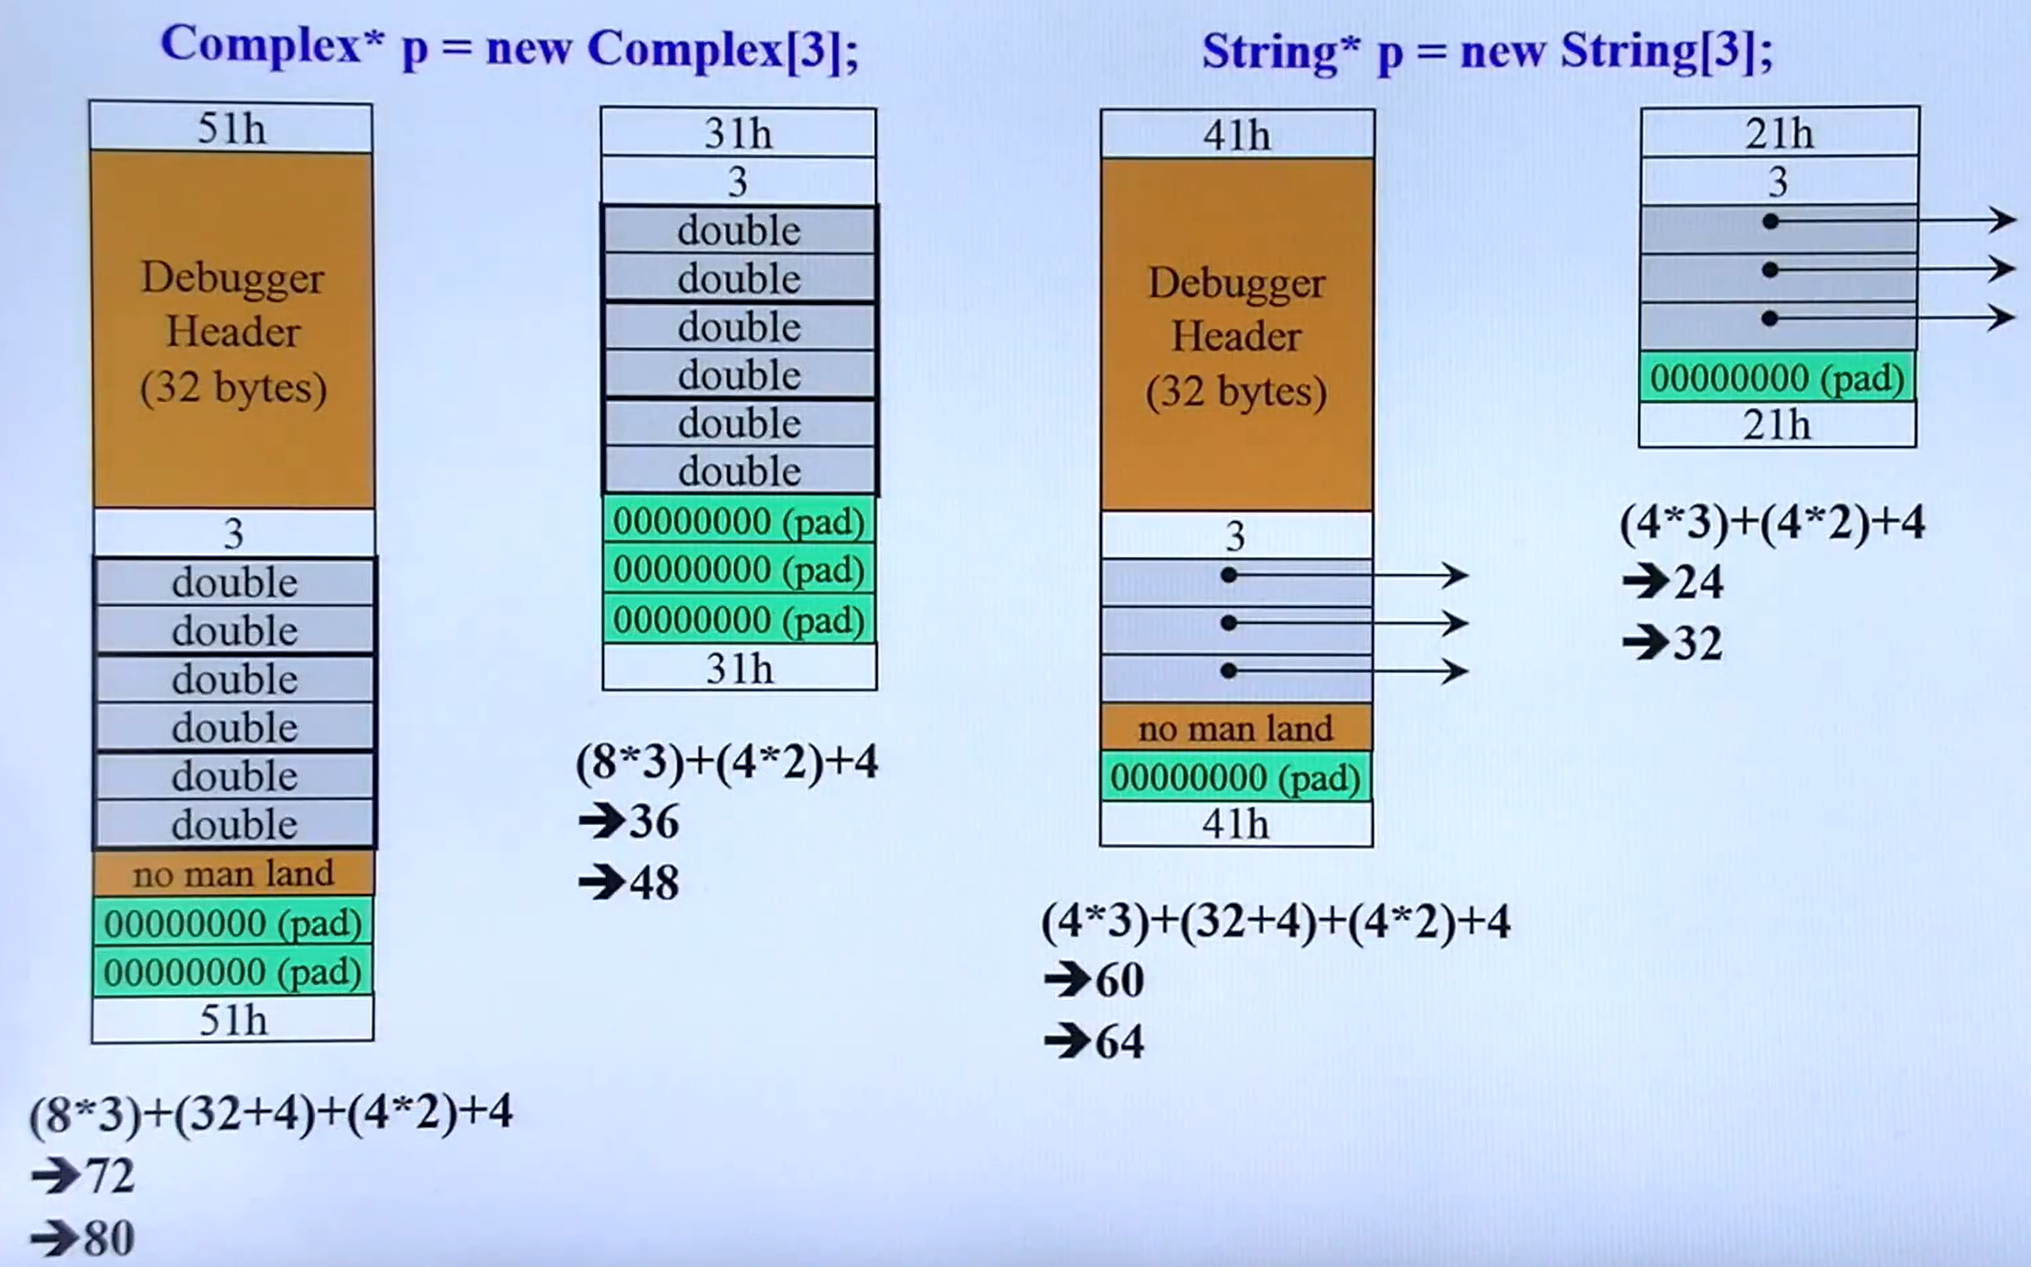 Complex* p = new Complex[3];
51h
Debugger
Header
(32 bytes)
3
double
double
double
double
double
double
no man land
00000000 (pad)
00000000 (pad)
51h
(8*3)+(32+4)+(4*2)+4
➔72
➔80
31h
3
double
double
double
double
double
double
00000000 (pad)
00000000 (pad)
00000000 (pad)
31h
(8*3)+(4*2)+4
➔36
➔48
String* p = new String[3];
41h
Debugger
Header
(32 bytes)
3
no man land
00000000 (pad)
41h
(4*3)+(32+4)+(4*2)+4
➔60
➔64
21h
3
00000000 (pad)
21h
(4*3)+(4*2)+4
➔24
➔32